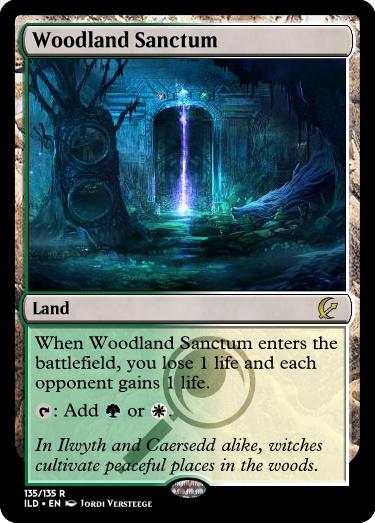 Woodland Sanctum
Land
When Woodland Sanctum enters the
battlefield, you lose 1 life and each
opponent gains 1 life.
: Add or .
In Ilwyth and Caersedd alike, witches
cultivate peaceful places in the woods.
135/135 R
ILD • EN Jordi Versteege